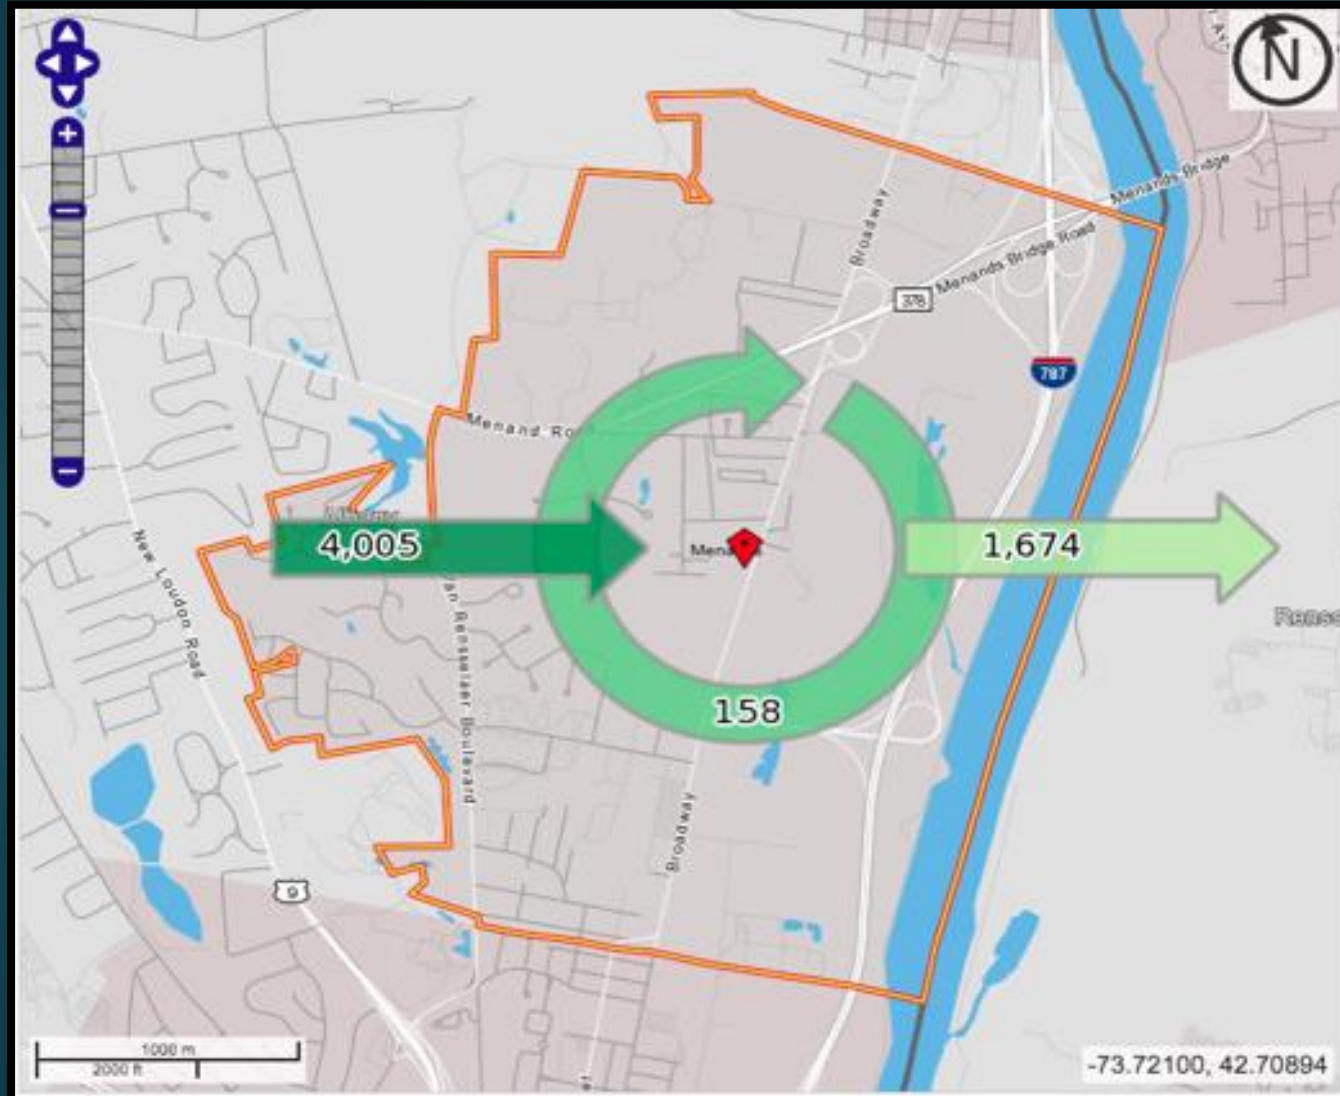 N
Menands Bridge
Broadway
Menands Bridge Road
378
787
Menand
New Loudon Road
4,005
1,674
Van Rensselaer Boulevard
158
Broadway
9
1000 m
2000 ft
-73.72100, 42.70894